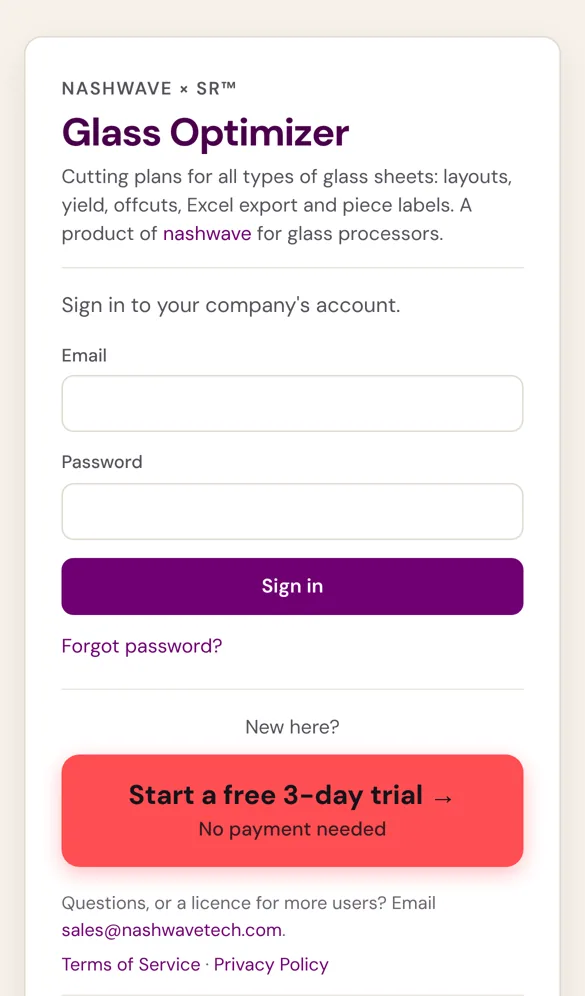 NASHWAVE × SR™
Glass Optimizer
Cutting plans for all types of glass sheets: layouts,
yield, offcuts, Excel export and piece labels. A
product of nashwave for glass processors.
Sign in to your company's account.
Email
Password
Sign in
Forgot password?
New here?
Start a free 3-day trial →
No payment needed
Questions, or a licence for more users? Email
sales@nashwavetech.com.
Terms of Service · Privacy Policy